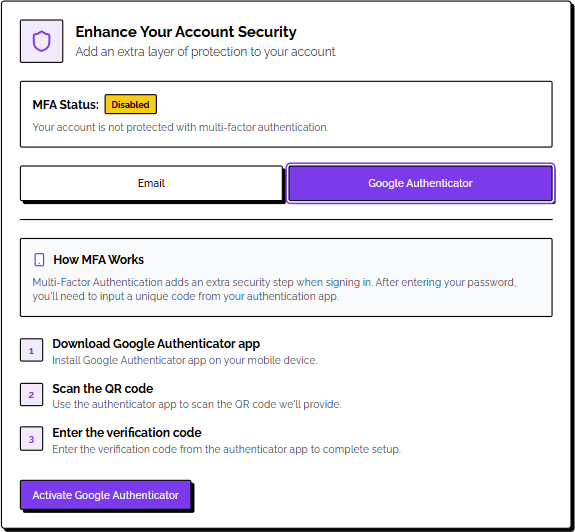 Enhance Your Account Security
Add an extra layer of protection to your account
MFA Status: Disabled
Your account is not protected with multi-factor authentication.
Email
Google Authenticator
How MFA Works
Multi-Factor Authentication adds an extra security step when signing in. After entering your password,
you'll need to input a unique code from your authentication app.
1 Download Google Authenticator app
Install Google Authenticator app on your mobile device.
2 Scan the QR code
Use the authenticator app to scan the QR code we'll provide.
3 Enter the verification code
Enter the verification code from the authenticator app to complete setup.
Activate Google Authenticator